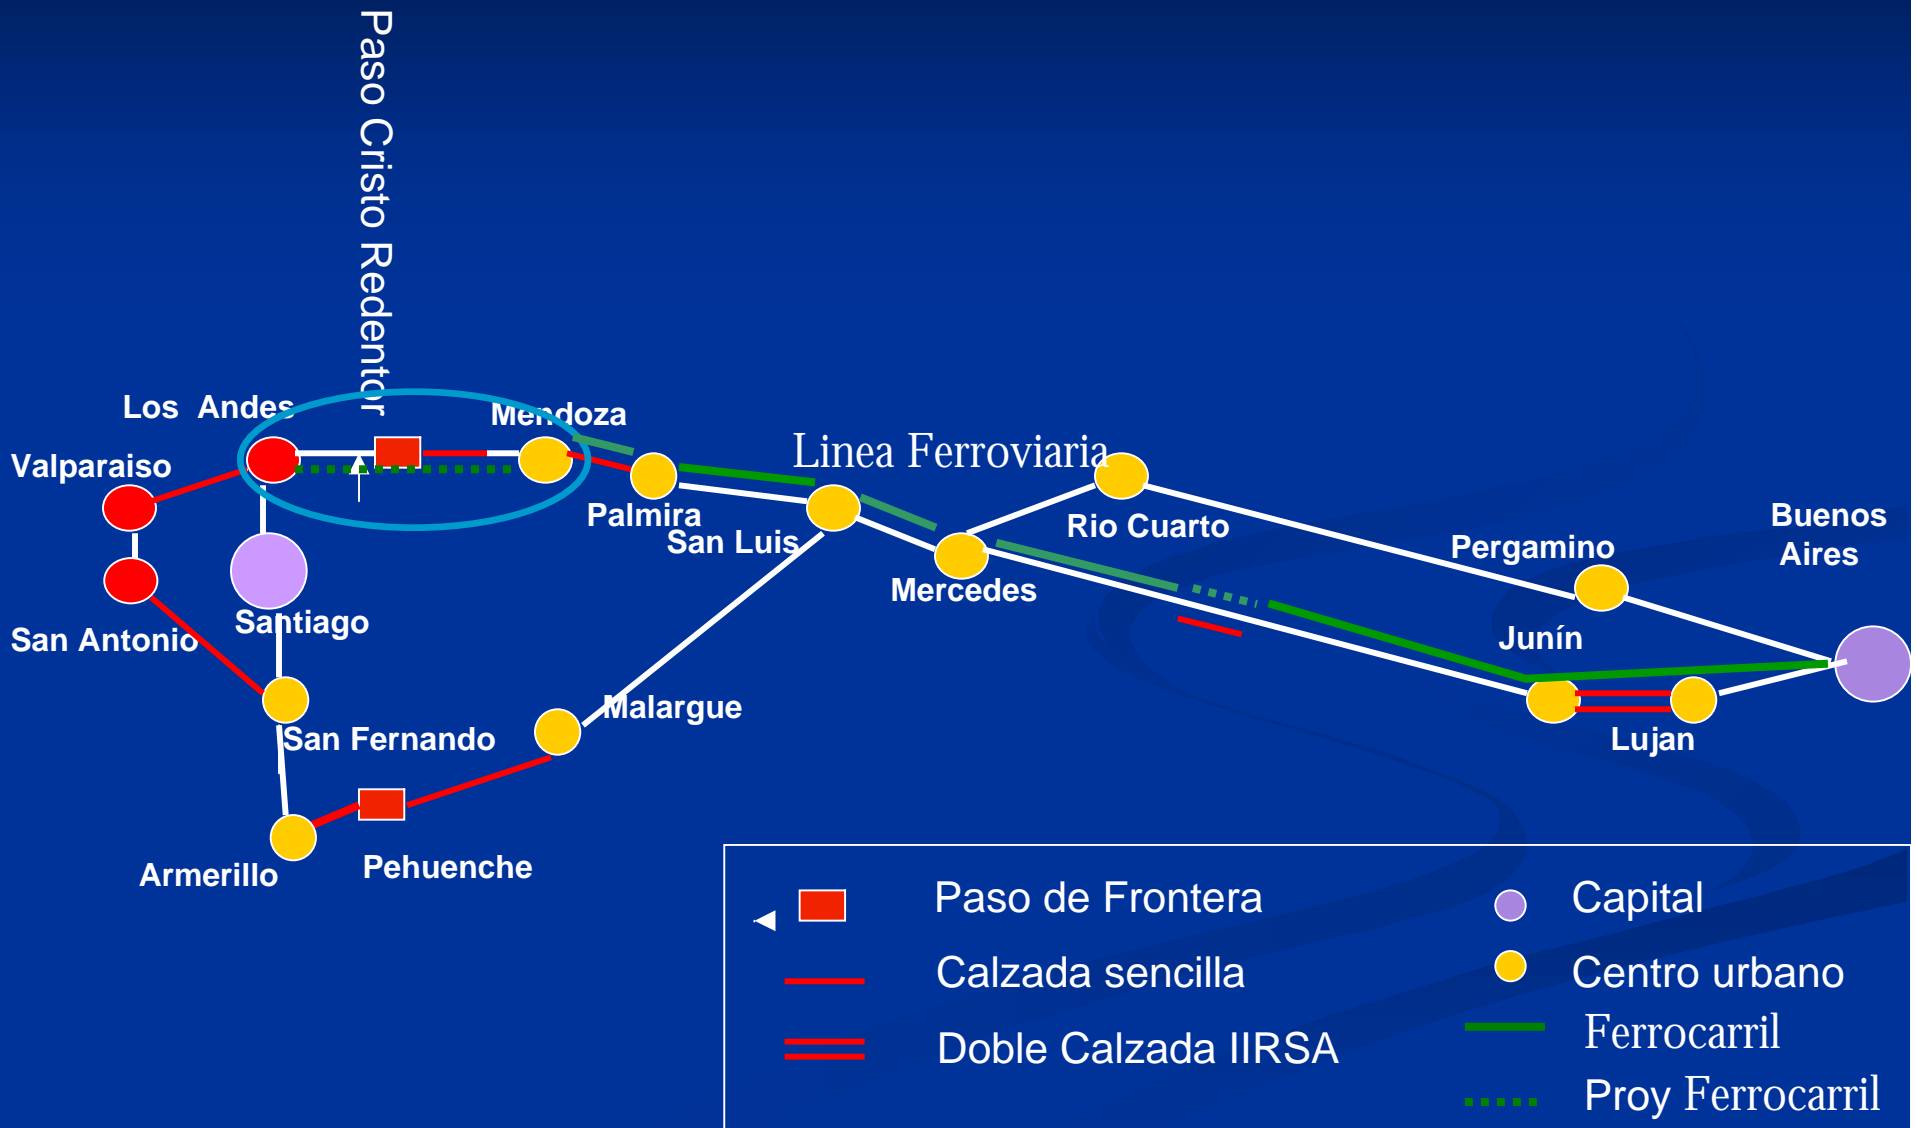 Paso Cristo Redentor
Los Andes
Mendoza
Valparaiso
Linea Ferroviaria
Palmira
San Luis
Rio Cuarto
Buenos
Aires
Pergamino
Mercedes
Santiago
San Antonio
Junín
Malargue
San Fernando
Lujan
Armerillo
Pehuenche
Paso de Frontera
Capital
Calzada sencilla
Centro urbano
Ferrocarril
Doble Calzada IIRSA
Proy Ferrocarril